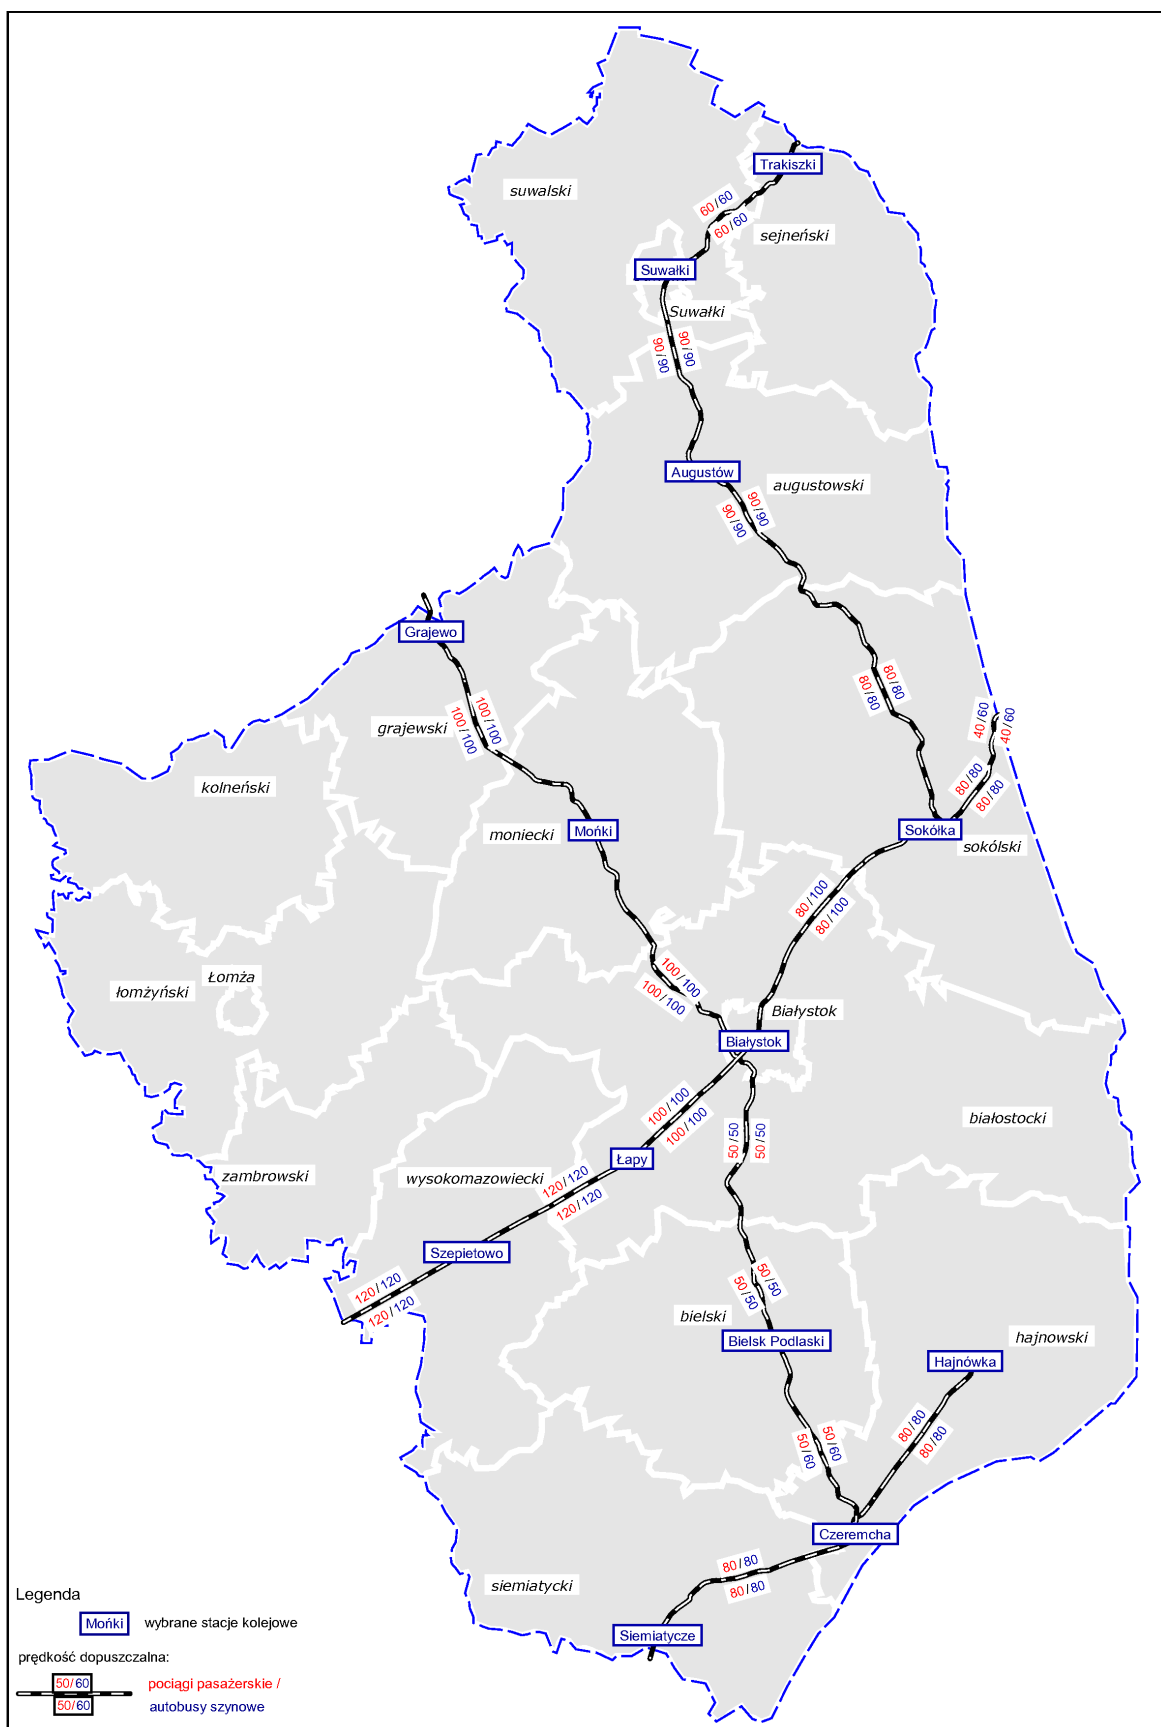 Trakiszki
suwalski
60/60
60/60
sejneński
Suwałki
Suwałki
90/90
90/90
Augustów
augustowski
90/90
90/90
Grajewo
80/80
80/80
100/100
100/100
grajewski
40/60
40/60
kolneński
80/80
80/80
moniecki
Mońki
Sokółka
sokólski
80/100
80/100
Łomża
łomżyński
100/100
100/100
Białystok
Białystok
100/100
100/100
białostocki
50/50
50/50
Łapy
zambrowski
wysokomazowiecki
120/120
120/120
Szepietowo
120/120
120/120
50/50
50/50
bielski
Bielsk Podlaski
hajnowski
Hajnówka
80/80
80/80
50/60
50/60
Czeremcha
80/80
80/80
siemiatycki
Siemiatycze
Legenda
Mońki wybrane stacje kolejowe
prędkość dopuszczalna:
50/60 pociągi pasażerskie /
50/60 autobusy szynowe